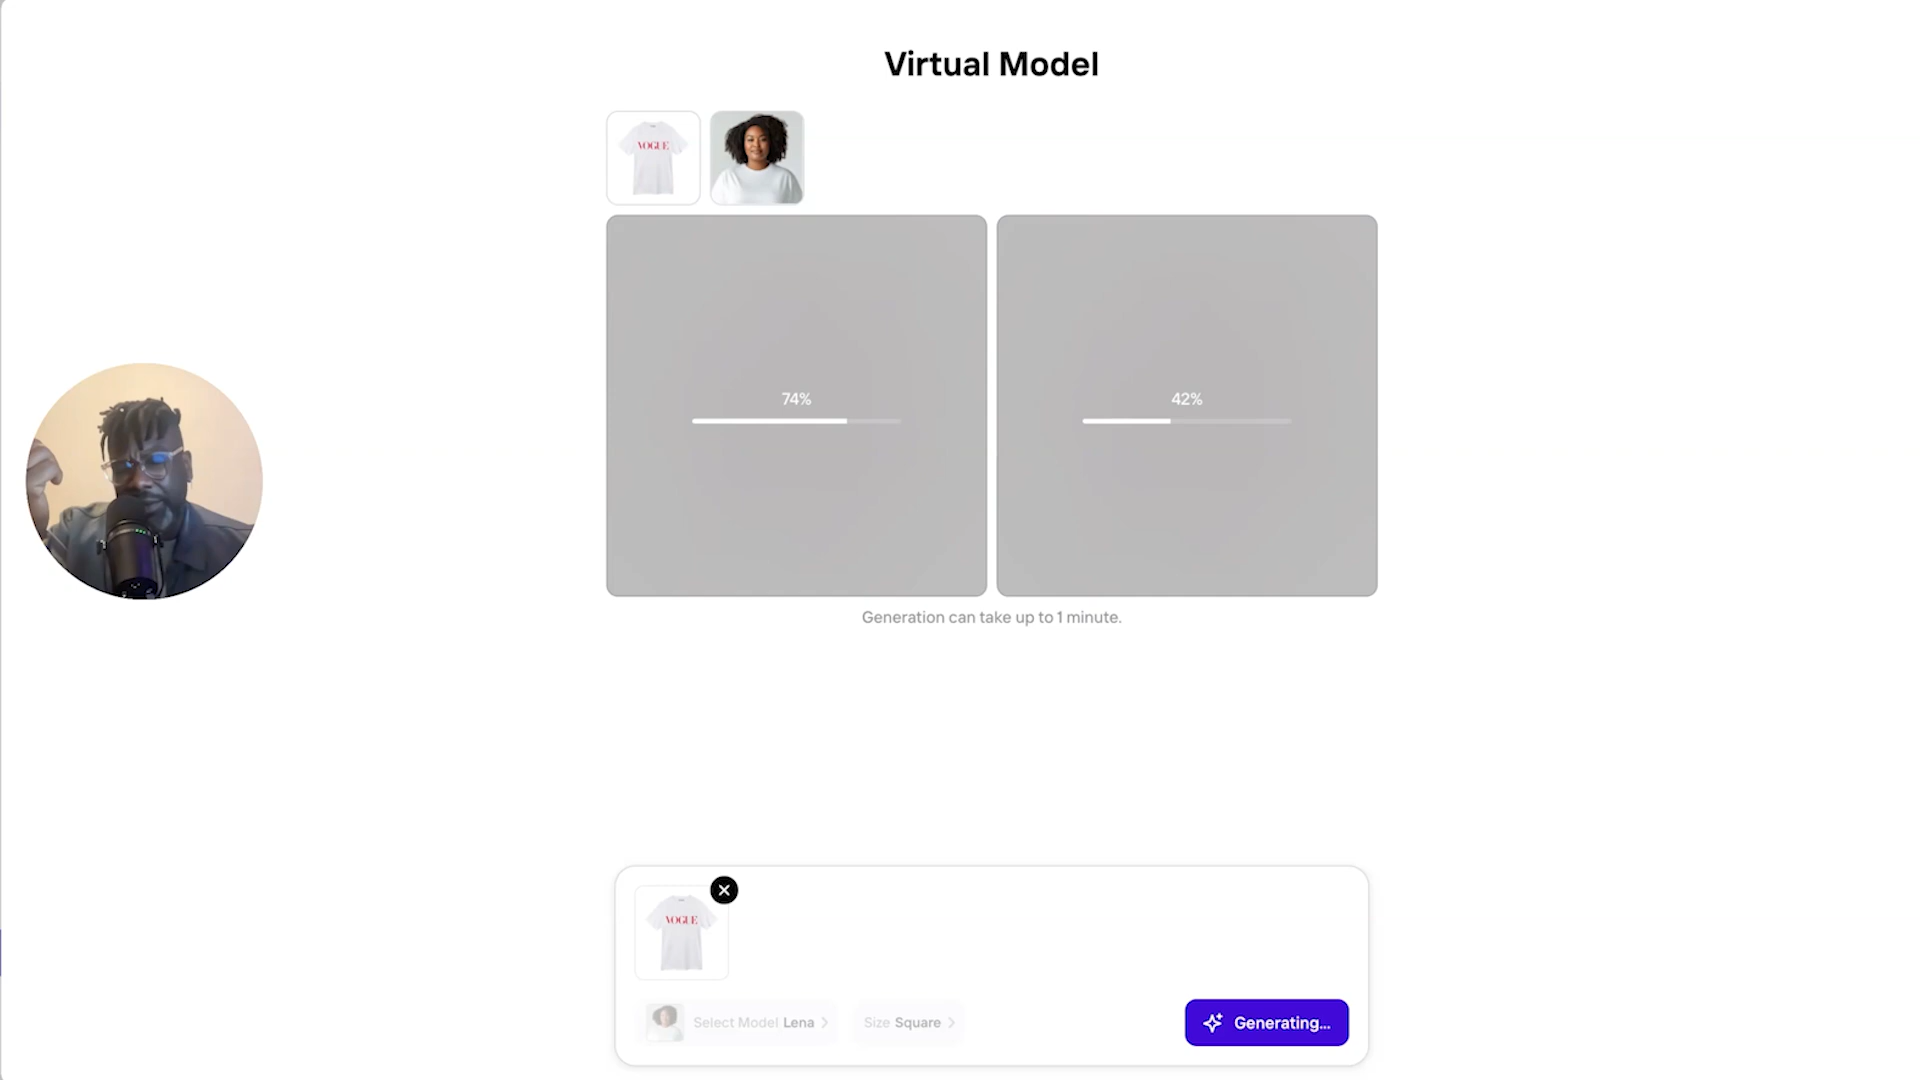 Virtual Model
VOGUE
74%
42%
Generation can take up to 1 minute.
VOGUE
Select Model Lena
Size Square
Generating...